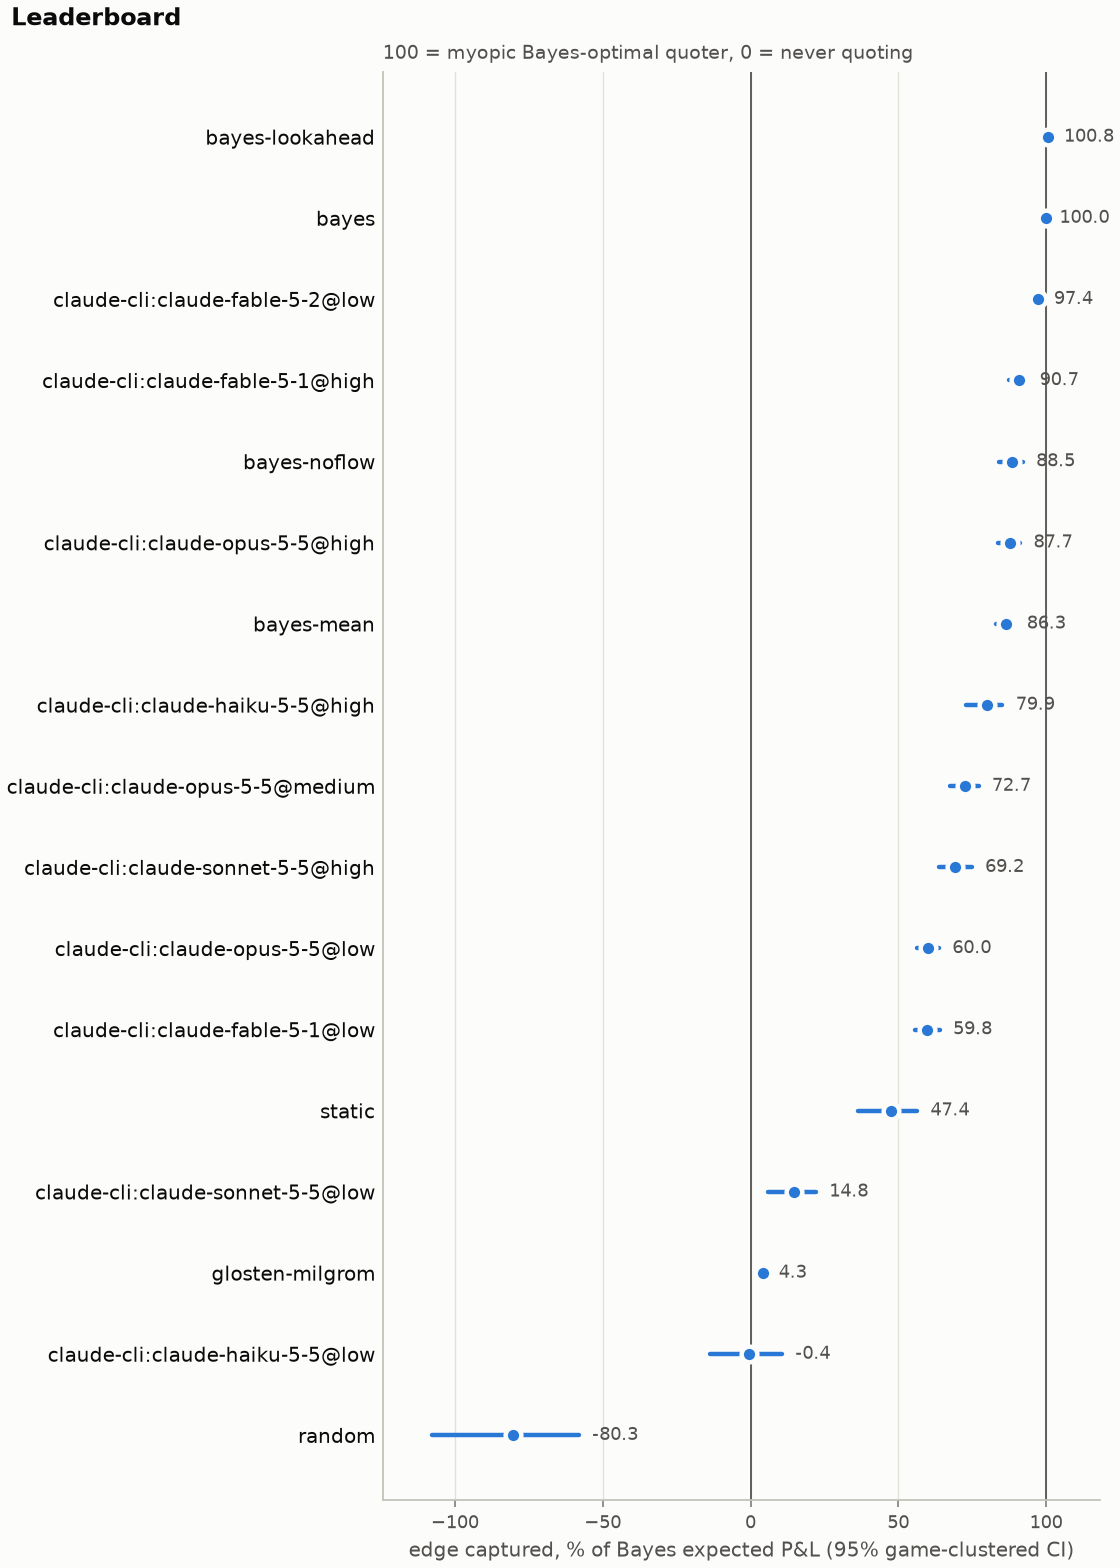 Leaderboard
100 = myopic Bayes-optimal quoter, 0 = never quoting
bayes-lookahead 100.8
bayes 100.0
claude-cli:claude-fable-5-2@low 97.4
claude-cli:claude-fable-5-1@high 90.7
bayes-noflow 88.5
claude-cli:claude-opus-5-5@high 87.7
bayes-mean 86.3
claude-cli:claude-haiku-5-5@high 79.9
claude-cli:claude-opus-5-5@medium 72.7
claude-cli:claude-sonnet-5-5@high 69.2
claude-cli:claude-opus-5-5@low 60.0
claude-cli:claude-fable-5-1@low 59.8
static 47.4
claude-cli:claude-sonnet-5-5@low 14.8
glosten-milgrom 4.3
claude-cli:claude-haiku-5-5@low -0.4
random -80.3
−100 −50 0 50 100
edge captured, % of Bayes expected P&L (95% game-clustered CI)